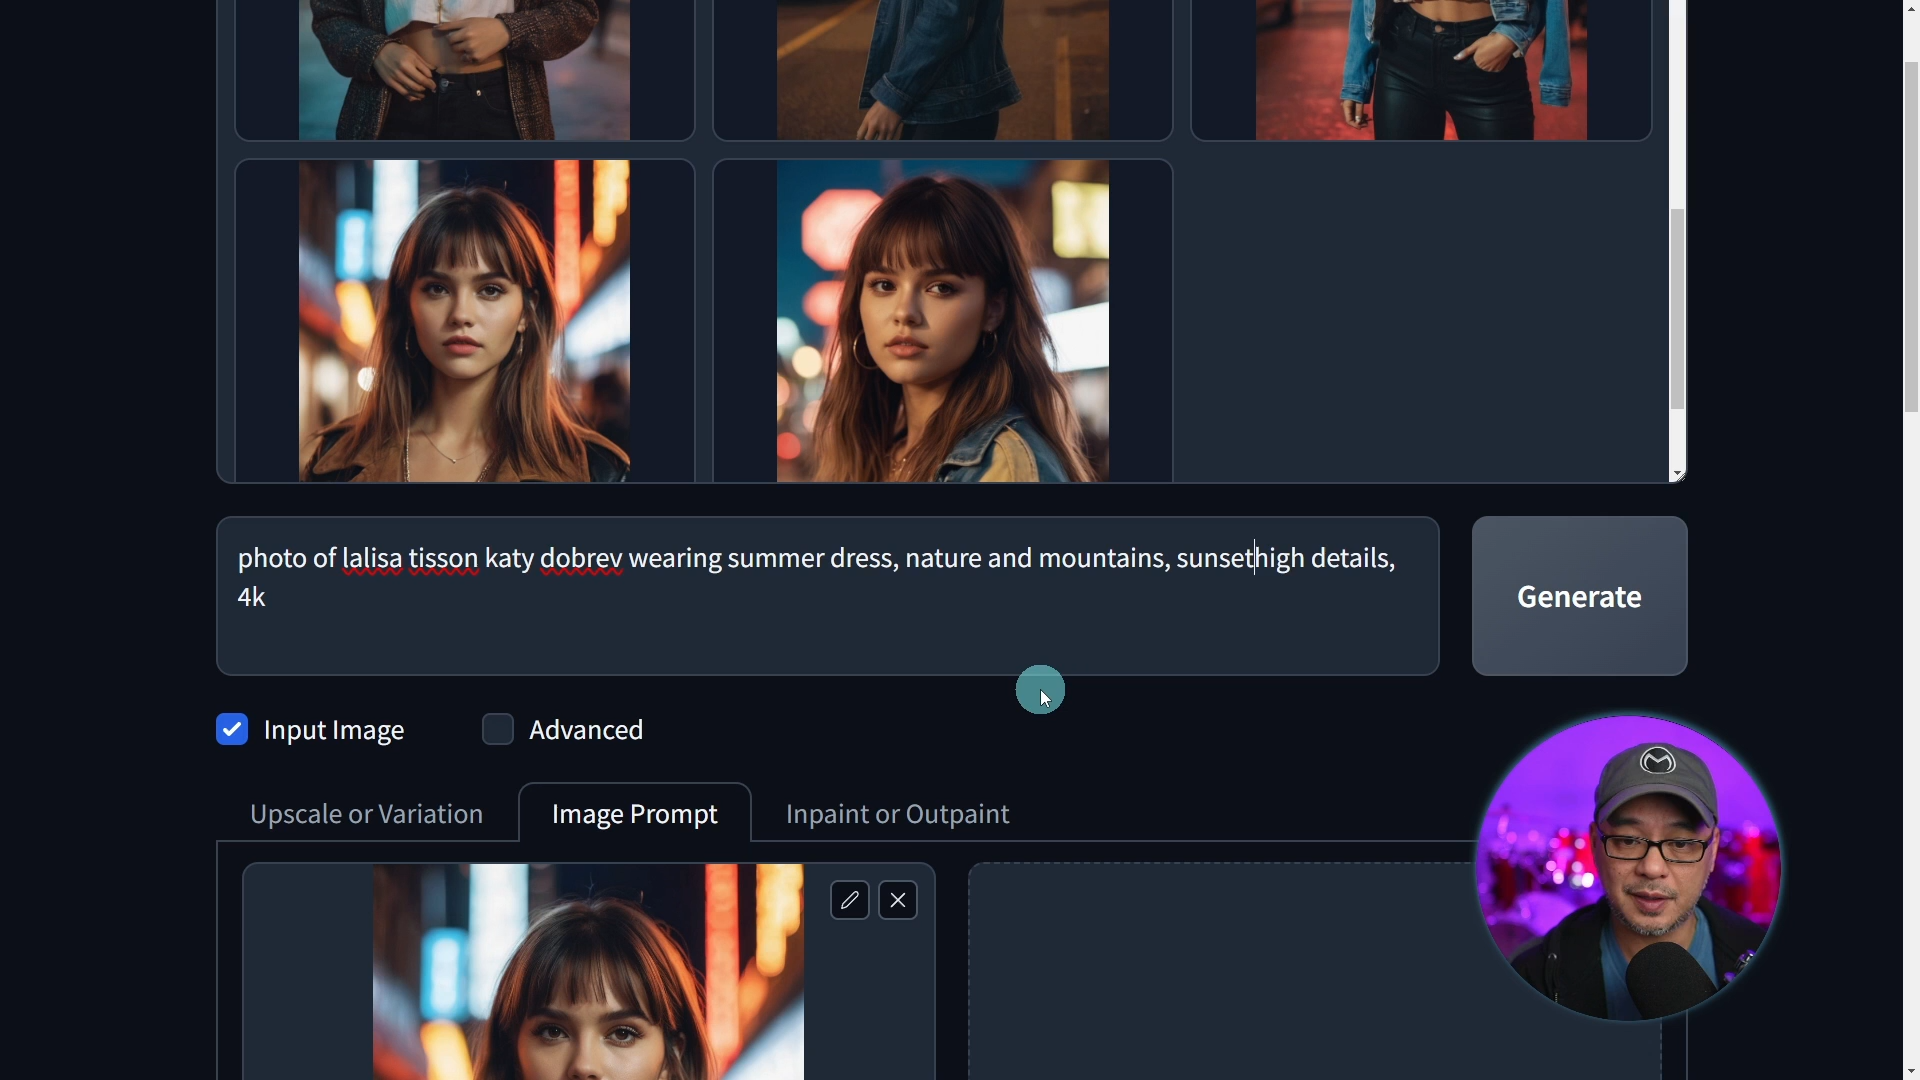 photo of lalisa tisson katy dobrev wearing summer dress, nature and mountains, sunsethigh details,
4k
Generate
Input Image
Advanced
Upscale or Variation
Image Prompt
Inpaint or Outpaint